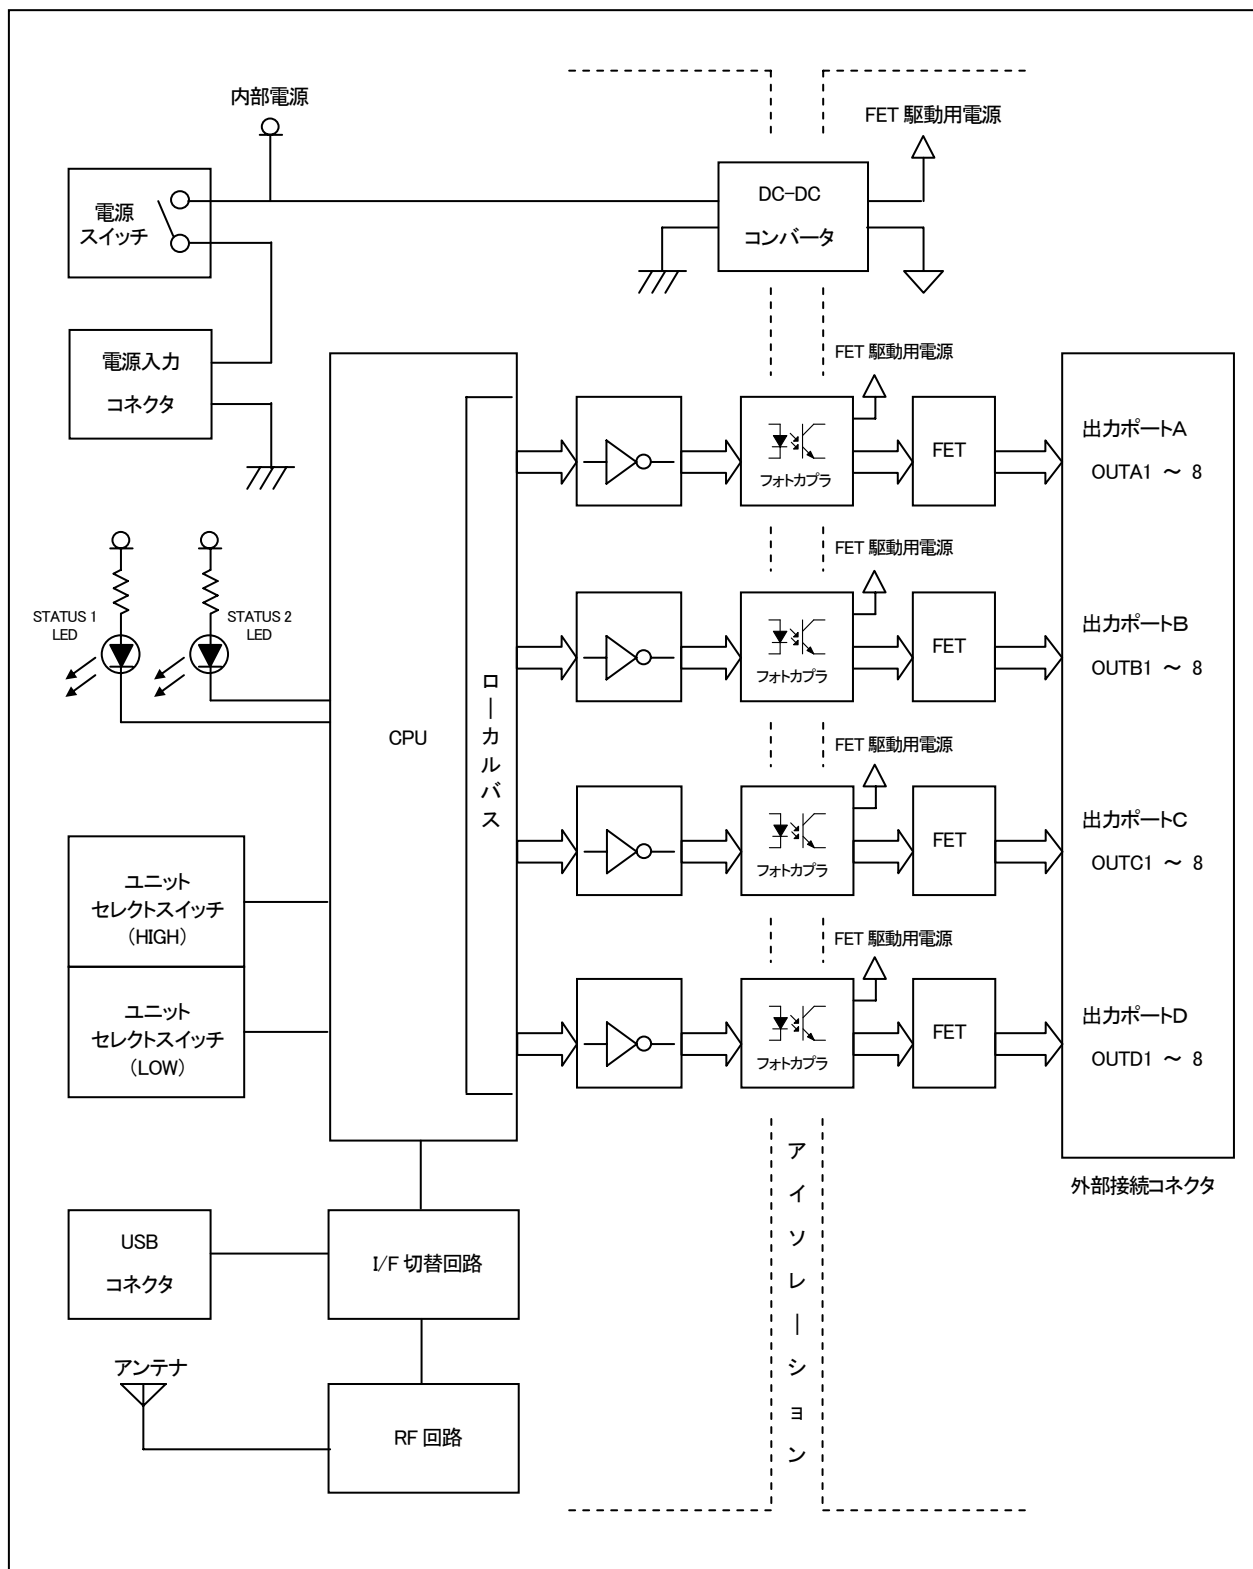 内部電源
FET 駆動用電源
電源
スイッチ
DC-DC
コンバータ
電源入力
コネクタ
FET 駆動用電源
出力ポートA
OUTA1 ～ 8
フォトカプラ
FET
FET 駆動用電源
STATUS 1
LED
STATUS 2
LED
出力ポートB
OUTB1 ～ 8
フォトカプラ
FET
CPU
ローカルバス
FET 駆動用電源
出力ポートC
OUTC1 ～ 8
フォトカプラ
FET
ユニット
セレクトスイッチ
(HIGH)
FET 駆動用電源
ユニット
セレクトスイッチ
(LOW)
出力ポートD
OUTD1 ～ 8
フォトカプラ
FET
アイソレーション
外部接続コネクタ
USB
コネクタ
I/F 切替回路
アンテナ
RF 回路